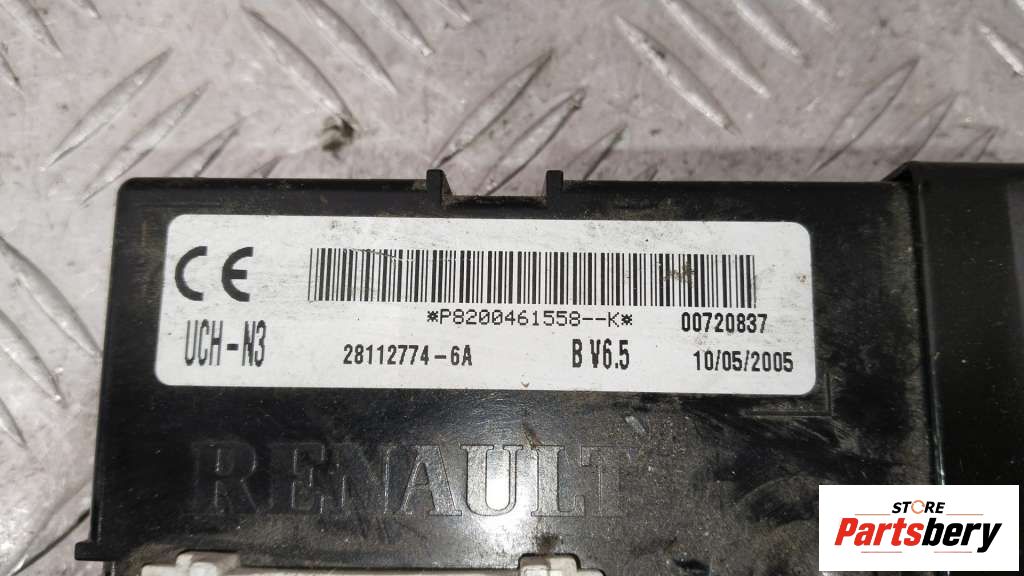 CE
*P8200461558--K* 00720837
UCH-N3 28112774-6A B V6.5 10/05/2005
RENAULT
STORE
Partsbery